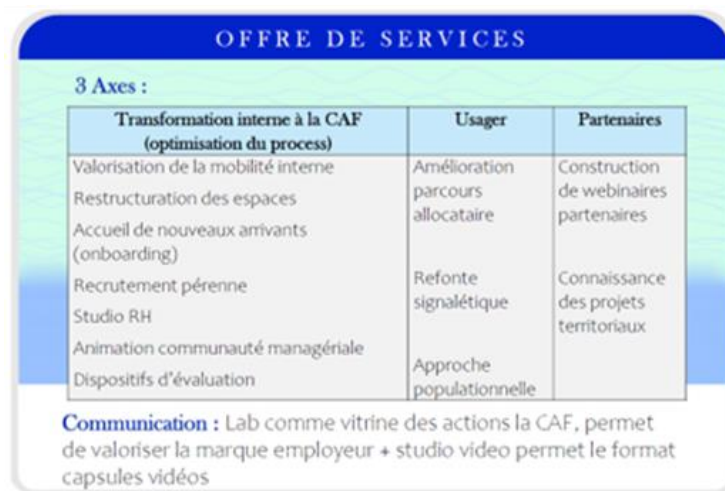 OFFRE DE SERVICES
3 Axes :
Transformation interne à la CAF
(optimisation du process)
Usager
Partenaires
Valorisation de la mobilité interne
Restructuration des espaces
Accueil de nouveaux arrivants
(onboarding)
Recrutement pérenne
Studio RH
Animation communauté managériale
Dispositifs d'évaluation
Amélioration
parcours
allocataire
Refonte
signalétique
Approche
populationnelle
Construction
de webinaires
partenaires
Connaissance
des projets
territoriaux
Communication : Lab comme vitrine des actions la CAF, permet
de valoriser la marque employeur + studio video permet le format
capsules vidéos